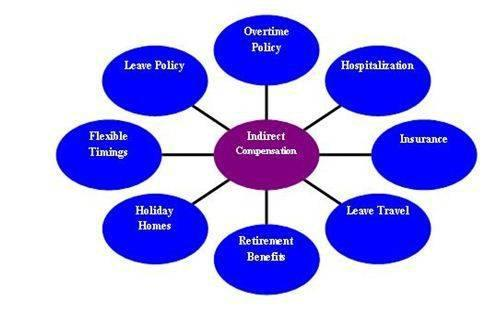 Overtime
Policy
Leave Policy
Hospitalization
Flexible
Timings
Indirect
Compensation
Insurance
Holiday
Homes
Leave Travel
Retirement
Benefits